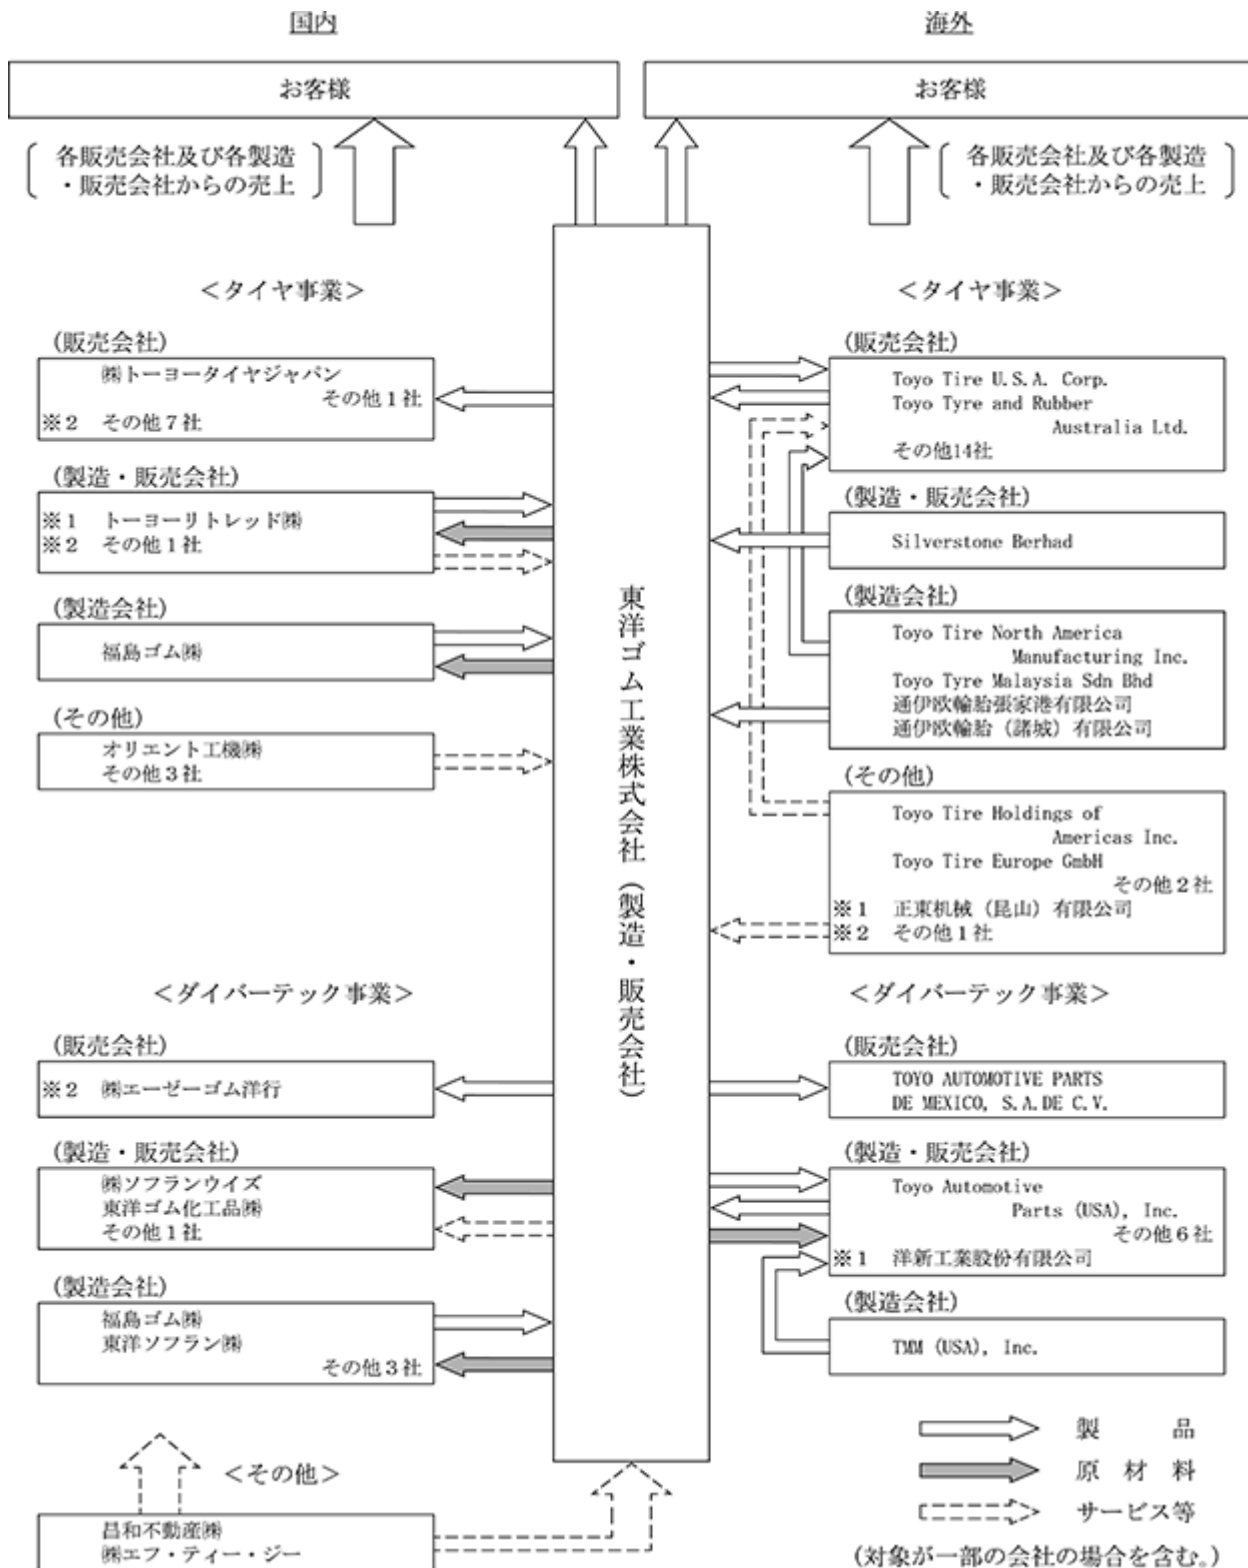 国内
お客様
各販売会社及び各製造
・販売会社からの売上
<タイヤ事業>
(販売会社)
㈱トーヨータイヤジャパン
その他1社
※2 その他7社
(製造・販売会社)
※1 トーヨーリトレッド㈱
※2 その他1社
(製造会社)
福島ゴム㈱
(その他)
オリエント工機㈱
その他3社
<ダイバーテック事業>
(販売会社)
※2 ㈱エーゼーゴム洋行
(製造・販売会社)
㈱ソフランウイズ
東洋ゴム化工品㈱
その他1社
(製造会社)
福島ゴム㈱
東洋ソフラン㈱
その他3社
<その他>
昌和不動産㈱
㈱エフ・ティー・ジー
東洋ゴム工業株式会社(製造・販売会社)
海外
お客様
各販売会社及び各製造
・販売会社からの売上
<タイヤ事業>
(販売会社)
Toyo Tire U.S.A. Corp.
Toyo Tyre and Rubber
Australia Ltd.
その他14社
(製造・販売会社)
Silverstone Berhad
(製造会社)
Toyo Tire North America
Manufacturing Inc.
Toyo Tyre Malaysia Sdn Bhd
通伊欧輪胎張家港有限公司
通伊欧輪胎(諸城)有限公司
(その他)
Toyo Tire Holdings of
Americas Inc.
Toyo Tire Europe GmbH
その他2社
※1 正東机械(昆山)有限公司
※2 その他1社
<ダイバーテック事業>
(販売会社)
TOYO AUTOMOTIVE PARTS
DE MEXICO, S.A.DE C.V.
(製造・販売会社)
Toyo Automotive
Parts (USA), Inc.
その他6社
※1 洋新工業股份有限公司
(製造会社)
TMM (USA), Inc.
製品
原材料
サービス等
(対象が一部の会社の場合を含む。)